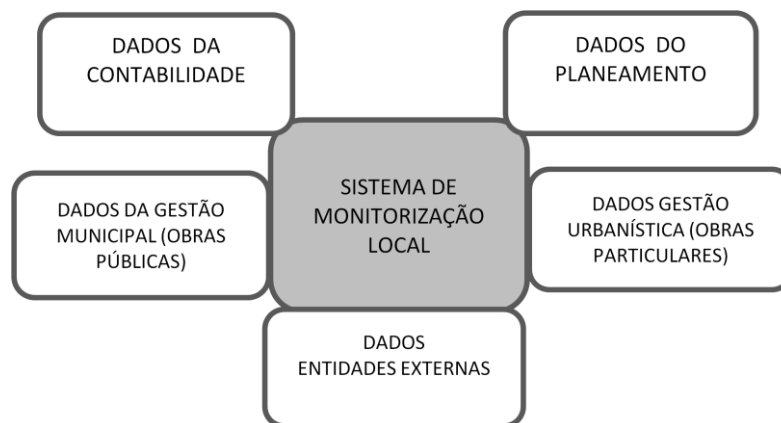 DADOS DA
CONTABILIDADE
DADOS DO
PLANEAMENTO
SISTEMA DE
MONITORIZAÇÃO
LOCAL
DADOS DA GESTÃO
MUNICIPAL (OBRAS
PÚBLICAS)
DADOS GESTÃO
URBANÍSTICA (OBRAS
PARTICULARES)
DADOS
ENTIDADES EXTERNAS